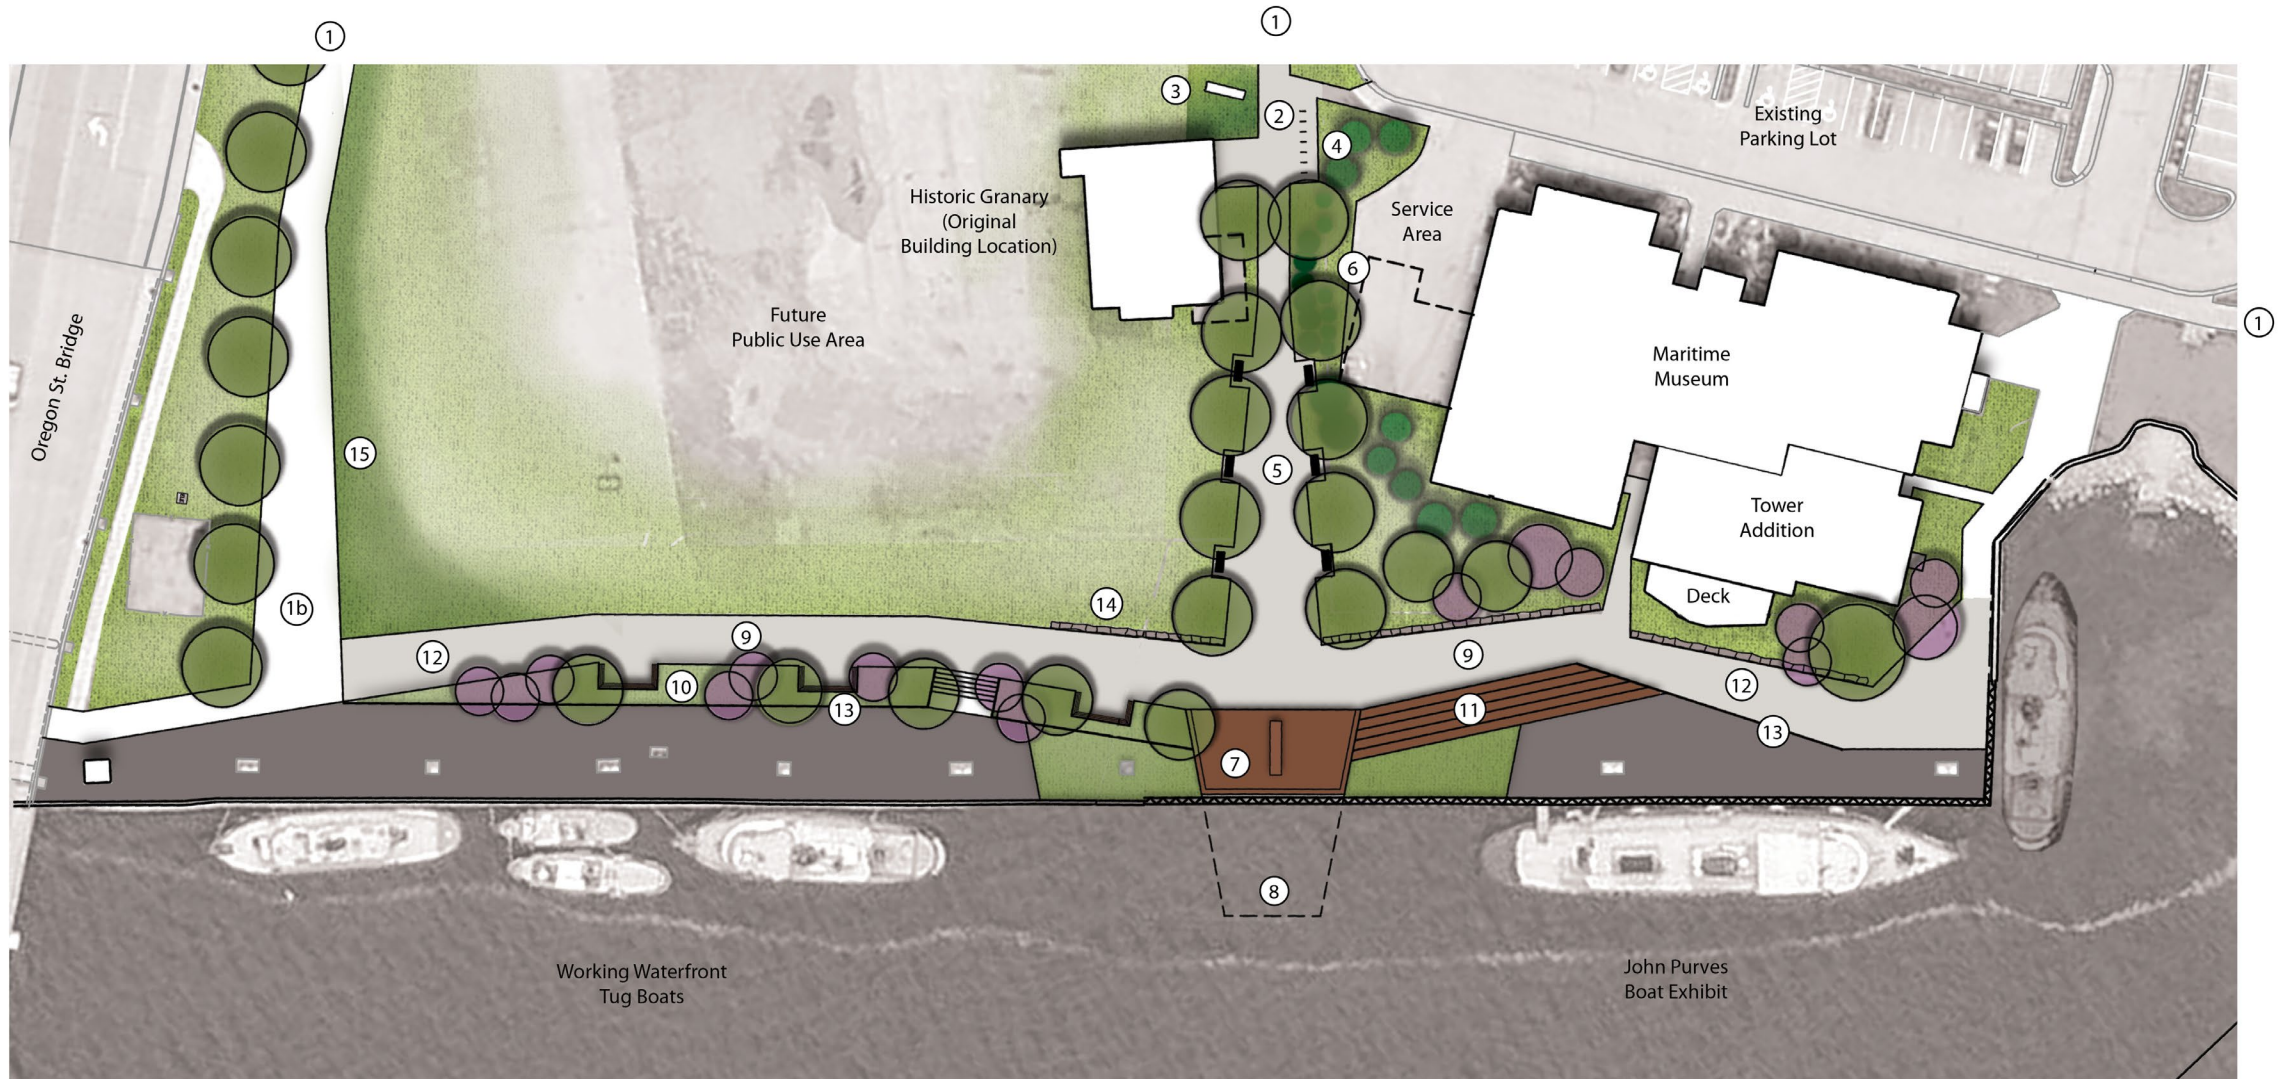 1
1
3
2
Existing
Parking Lot
4
Historic Granary
(Original
Building Location)
Service
Area
6
1
Future
Public Use Area
Maritime
Museum
Oregon St. Bridge
15
5
Tower
Addition
1b
14
Deck
9
12
9
10
12
13
11
13
7
8
Working Waterfront
Tug Boats
John Purves
Boat Exhibit